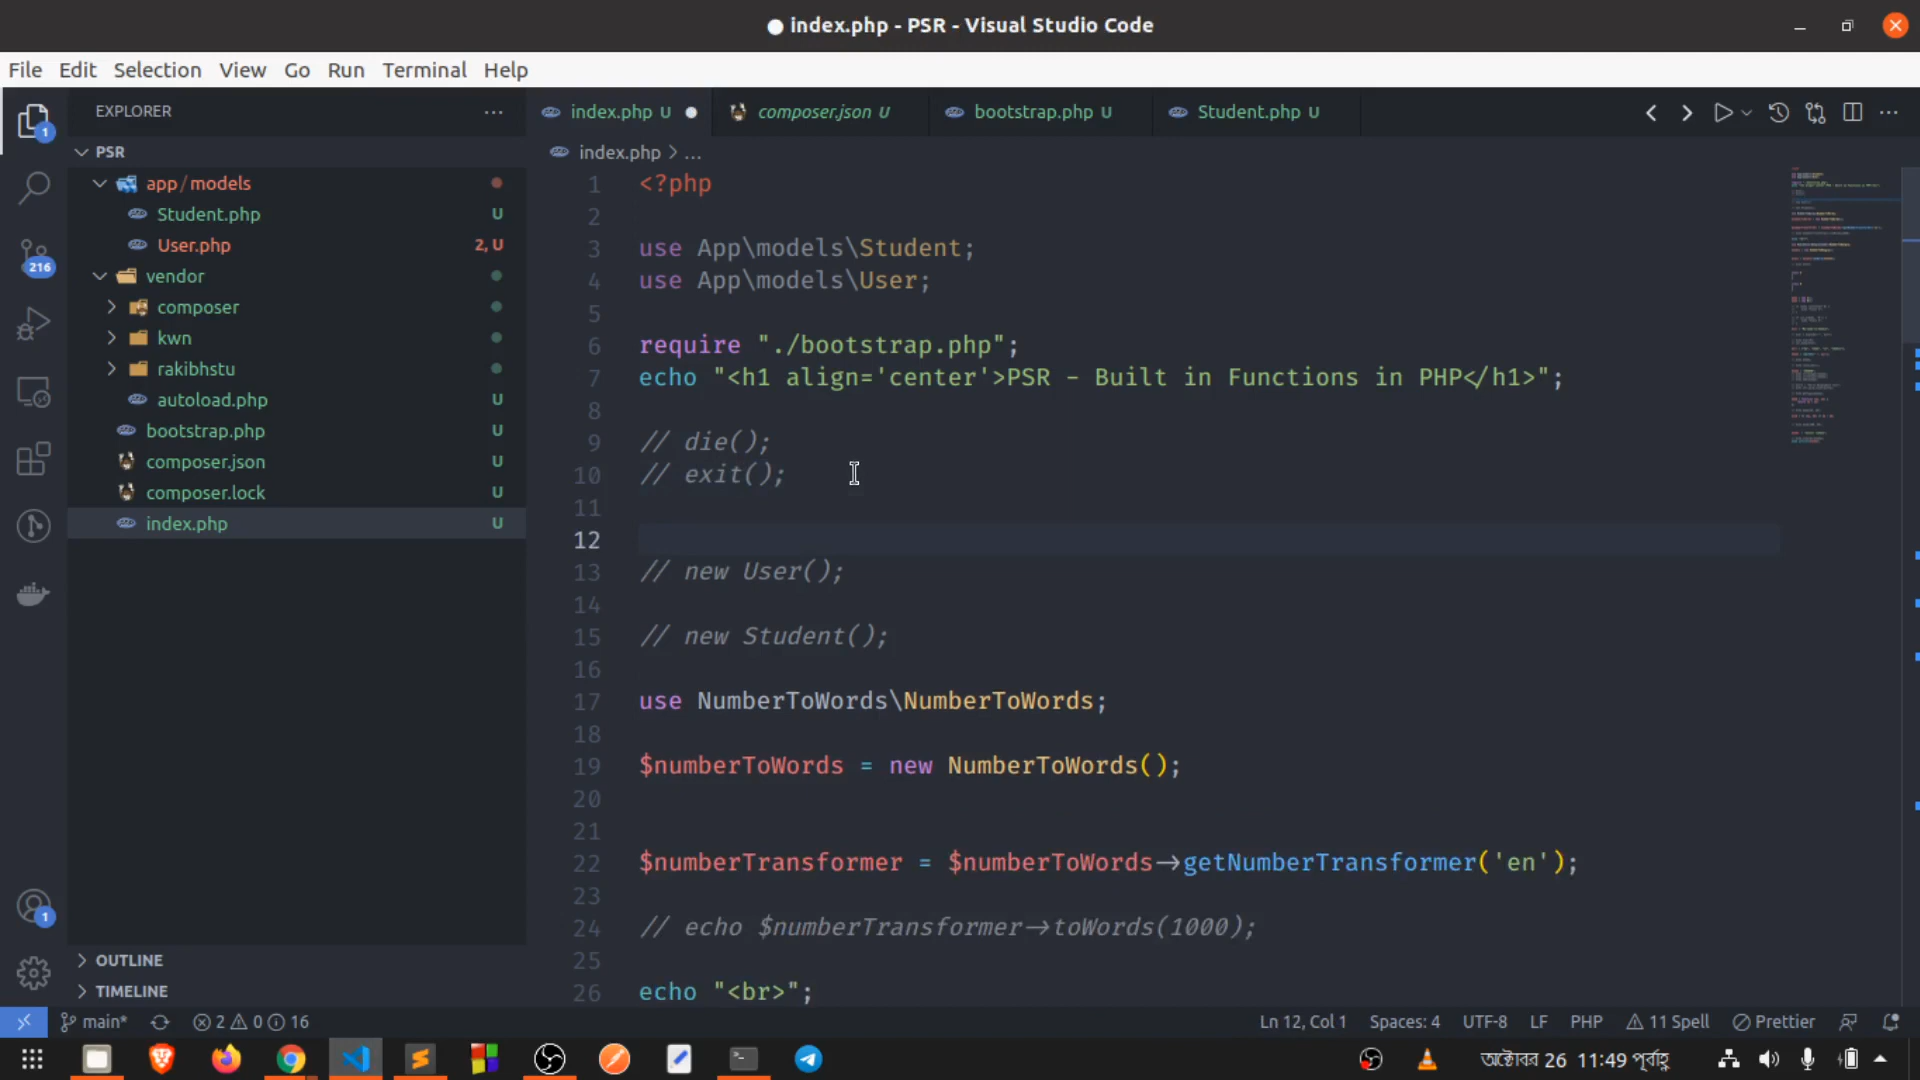 index.php - PSR - Visual Studio Code
File Edit Selection View Go Run Terminal Help
EXPLORER
index.php U
composer.json U
bootstrap.php U
Student.php U
PSR
app/models
Student.php U
User.php 2, U
vendor
composer
kwn
rakibhstu
autoload.php U
bootstrap.php U
composer.json U
composer.lock U
index.php U
OUTLINE
TIMELINE
index.php > ...
1 <?php
2
3 use App\models\Student;
4 use App\models\User;
5
6 require "./bootstrap.php";
7 echo "<h1 align='center'>PSR - Built in Functions in PHP</h1>";
8
9 // die();
10 // exit();
11
12
13 // new User();
14
15 // new Student();
16
17 use NumberToWords\NumberToWords;
18
19 $numberToWords = new NumberToWords();
20
21
22 $numberTransformer = $numberToWords->getNumberTransformer('en');
23
24 // echo $numberTransformer->toWords(1000);
25
26 echo "<br>";
1
216
1
main* 2 0 16
Ln 12, Col 1 Spaces: 4 UTF-8 LF PHP 11 Spell Prettier
অক্টোবর 26 11:49 পূর্বাহ্ণ